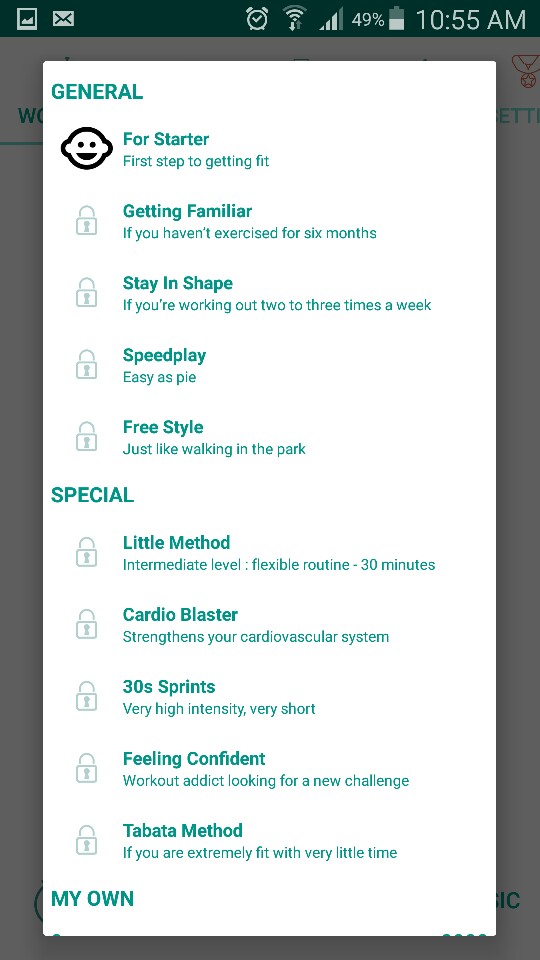 49% 10:55 AM
GENERAL
For Starter
First step to getting fit
Getting Familiar
If you haven’t exercised for six months
Stay In Shape
If you’re working out two to three times a week
Speedplay
Easy as pie
Free Style
Just like walking in the park
SPECIAL
Little Method
Intermediate level : flexible routine - 30 minutes
Cardio Blaster
Strengthens your cardiovascular system
30s Sprints
Very high intensity, very short
Feeling Confident
Workout addict looking for a new challenge
Tabata Method
If you are extremely fit with very little time
MY OWN